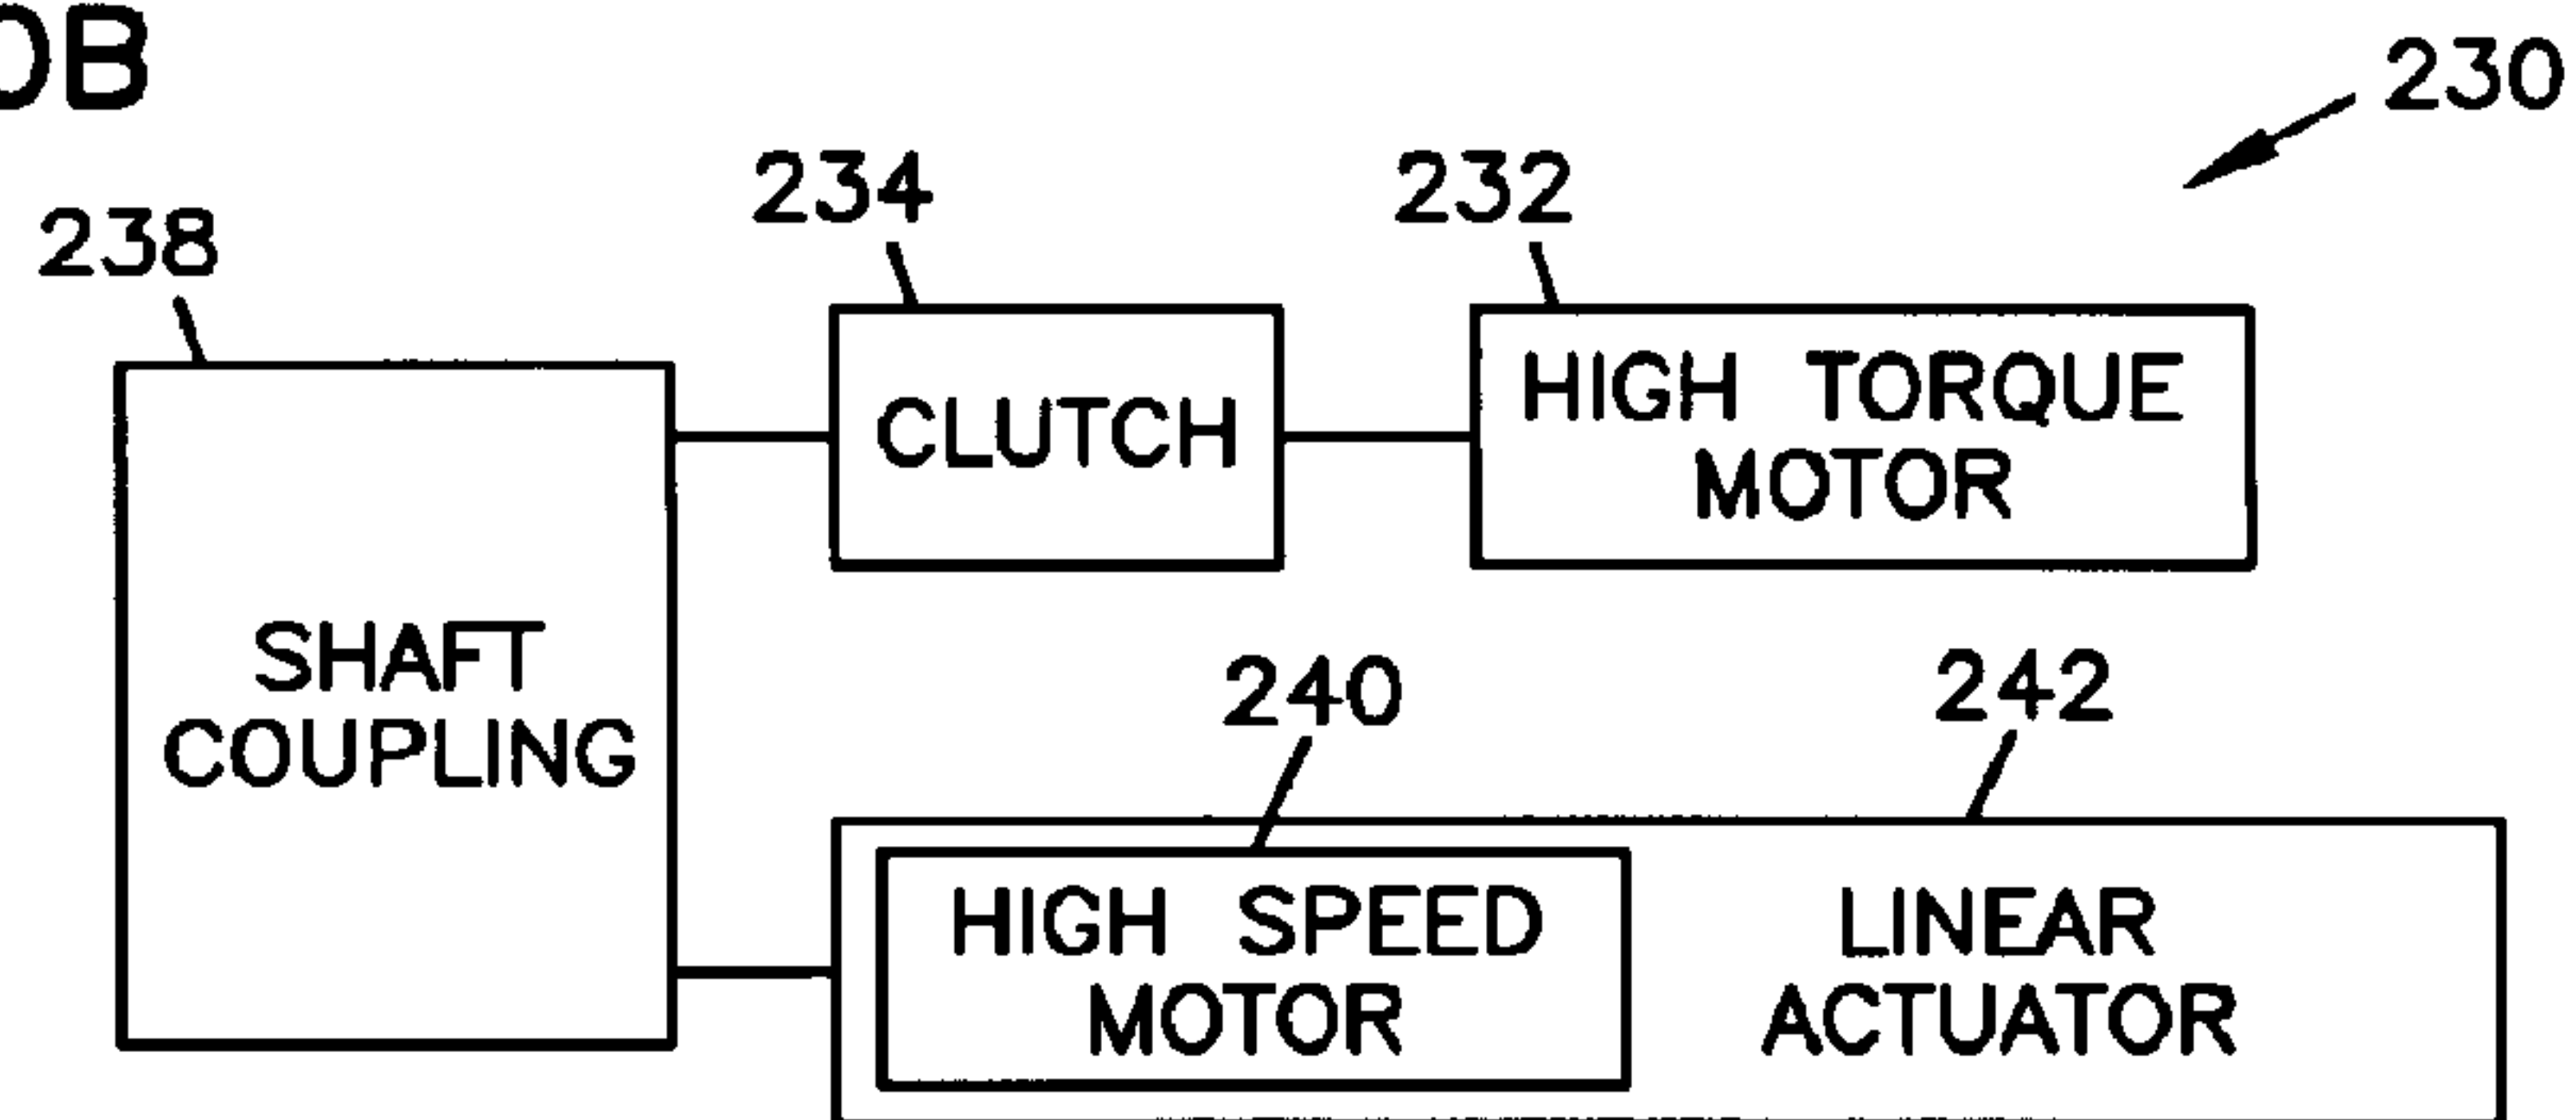 0B
230
234
232
238
CLUTCH
HIGH TORQUE
MOTOR
SHAFT
COUPLING
240
242
HIGH SPEED
MOTOR
LINEAR
ACTUATOR